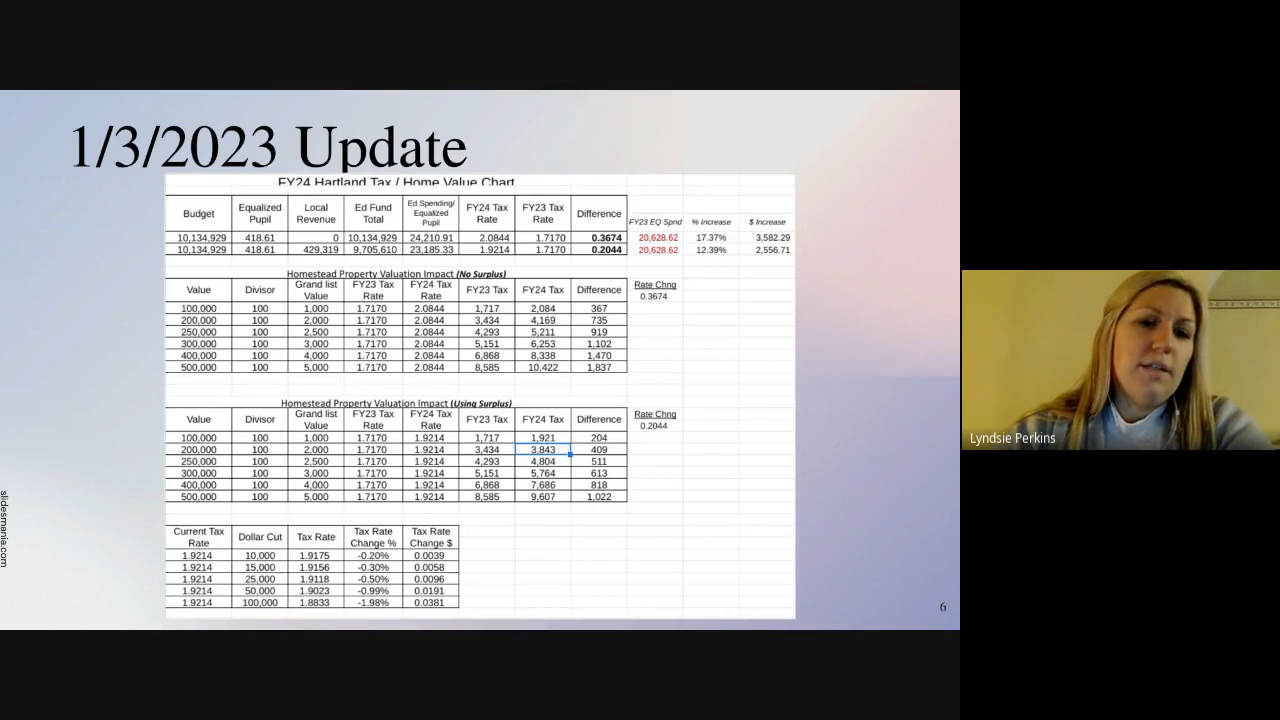 1/3/2023 Update
FY24 Hartland Tax / Home Value Chart
Budget Equalized Pupil Local Revenue Ed Fund Total Ed Spending/ Equalized Pupil FY24 Tax Rate FY23 Tax Rate Difference FY23 EQ Spnd % Increase $ Increase
10,134,929 418.61 0 10,134,929 24,210.91 2.0844 1.7170 0.3674 20,628.62 17.37% 3,582.29
10,134,929 418.61 429,319 9,705,610 23,185.33 1.9214 1.7170 0.2044 20,628.62 12.39% 2,556.71
Homestead Property Valuation Impact (No Surplus)
Value Divisor Grand list Value FY23 Tax Rate FY24 Tax Rate FY23 Tax FY24 Tax Difference Rate Chng
100,000 100 1,000 1.7170 2.0844 1,717 2,084 367 0.3674
200,000 100 2,000 1.7170 2.0844 3,434 4,169 735
250,000 100 2,500 1.7170 2.0844 4,293 5,211 919
300,000 100 3,000 1.7170 2.0844 5,151 6,253 1,102
400,000 100 4,000 1.7170 2.0844 6,868 8,338 1,470
500,000 100 5,000 1.7170 2.0844 8,585 10,422 1,837
Homestead Property Valuation Impact (Using Surplus)
Value Divisor Grand list Value FY23 Tax Rate FY24 Tax Rate FY23 Tax FY24 Tax Difference Rate Chng
100,000 100 1,000 1.7170 1.9214 1,717 1,921 204 0.2044
200,000 100 2,000 1.7170 1.9214 3,434 3,843 409
250,000 100 2,500 1.7170 1.9214 4,293 4,804 511
300,000 100 3,000 1.7170 1.9214 5,151 5,764 613
400,000 100 4,000 1.7170 1.9214 6,868 7,686 818
500,000 100 5,000 1.7170 1.9214 8,585 9,607 1,022
Current Tax Rate Dollar Cut Tax Rate Tax Rate Change % Tax Rate Change $
1.9214 10,000 1.9175 -0.20% 0.0039
1.9214 15,000 1.9156 -0.30% 0.0058
1.9214 25,000 1.9118 -0.50% 0.0096
1.9214 50,000 1.9023 -0.99% 0.0191
1.9214 100,000 1.8833 -1.98% 0.0381
slidesmania.com
6
Lyndsie Perkins